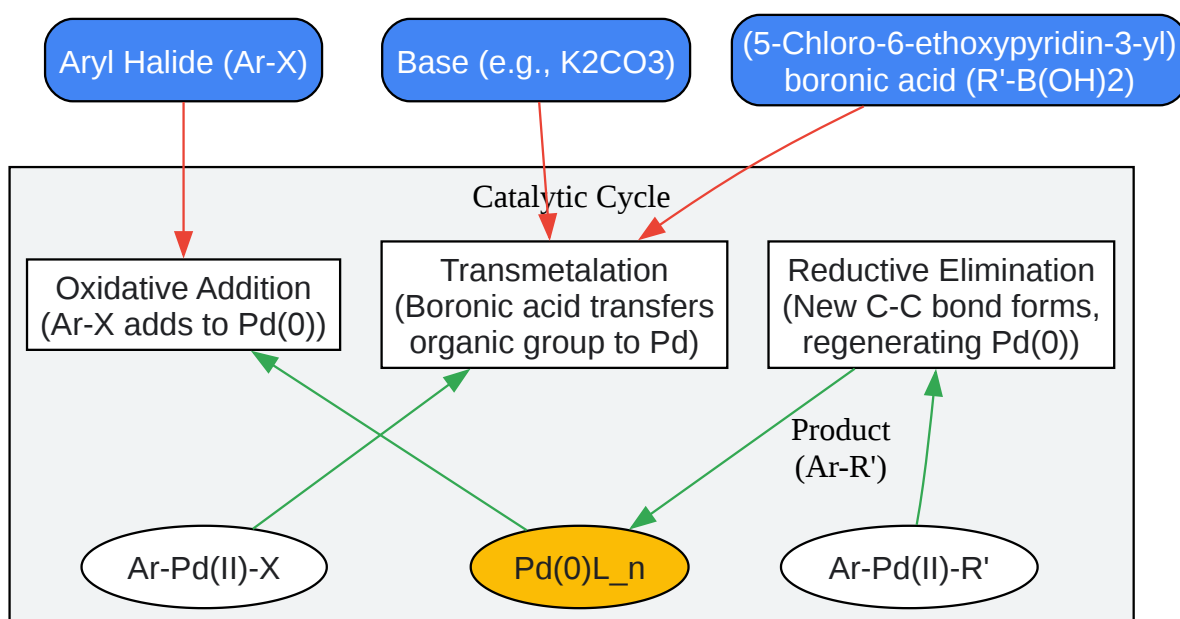 Aryl Halide (Ar-X)
Base (e.g., K2CO3)
(5-Chloro-6-ethoxypyridin-3-yl)
boronic acid (R'-B(OH)2)
Catalytic Cycle
Oxidative Addition
(Ar-X adds to Pd(0))
Transmetalation
(Boronic acid transfers
organic group to Pd)
Reductive Elimination
(New C-C bond forms,
regenerating Pd(0))
Product
(Ar-R')
Ar-Pd(II)-X
Pd(0)L_n
Ar-Pd(II)-R'